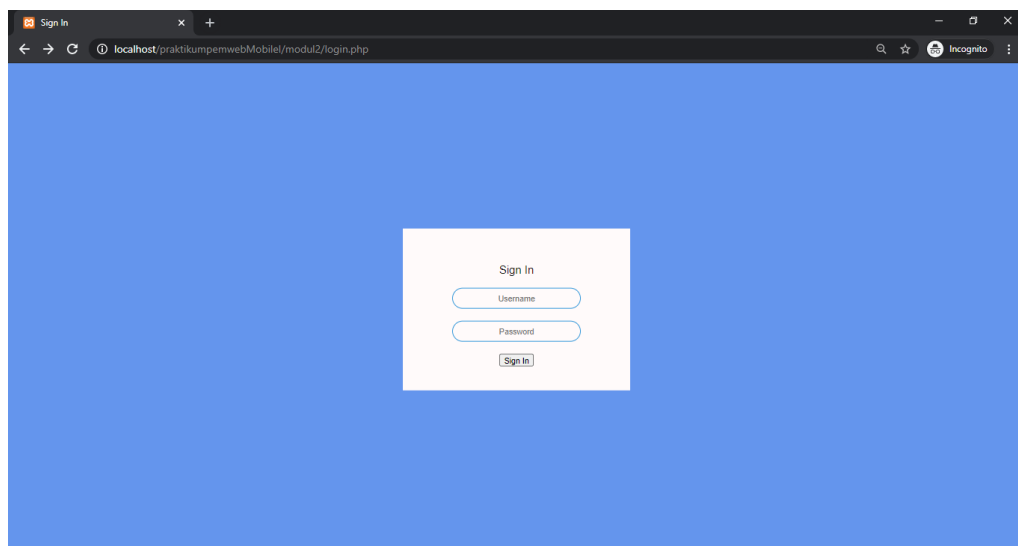 Sign In
localhost/praktikumpemwebMobilel/modul2/login.php
Incognito
Sign In
Username
Password
Sign In